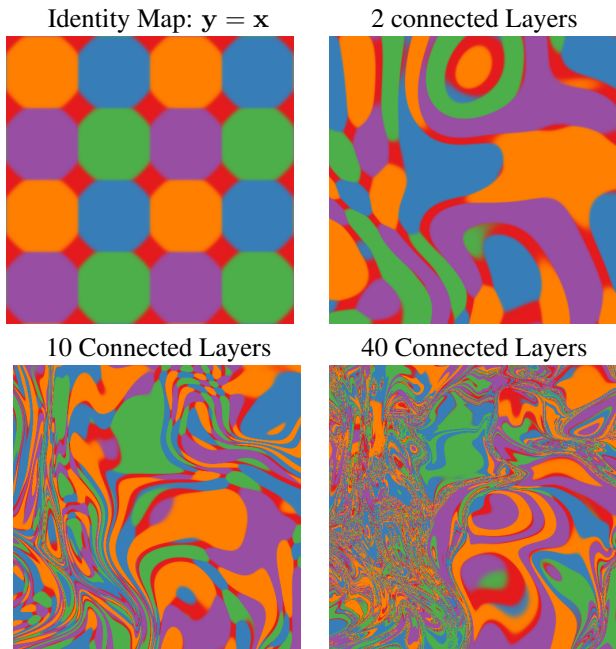 Identity Map: y = x
2 connected Layers
10 Connected Layers
40 Connected Layers